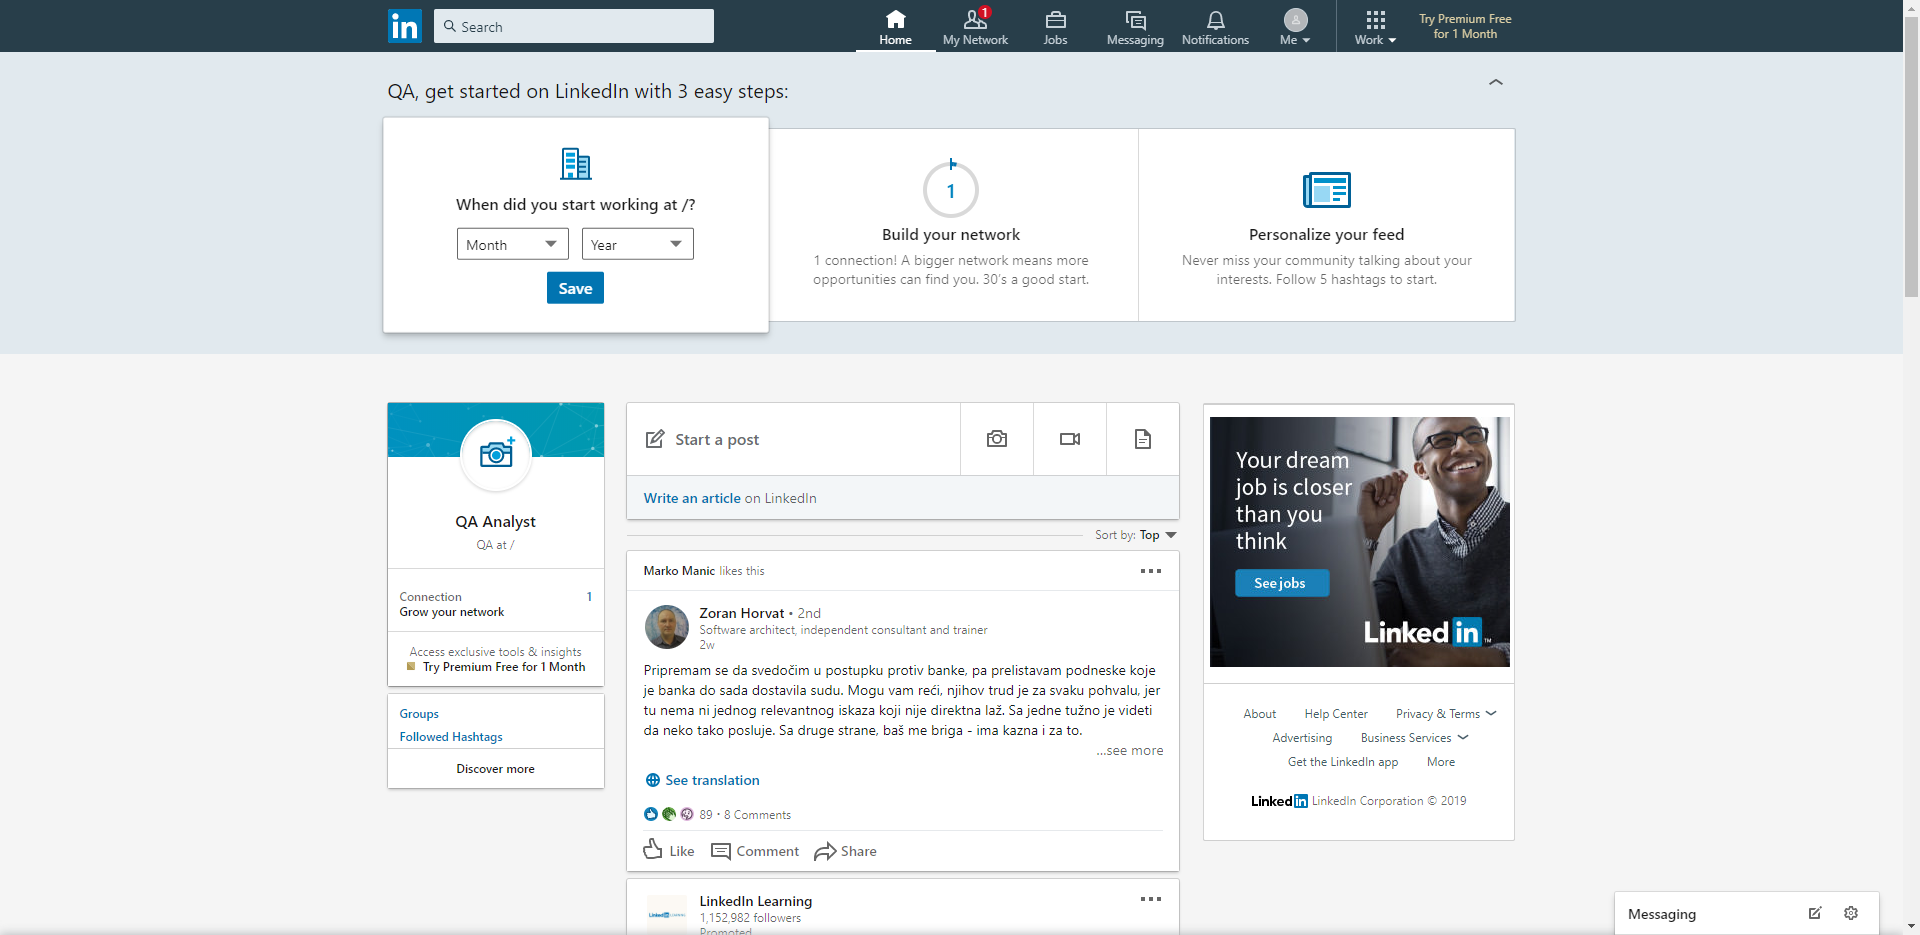 in
Search
Home
My Network
1
Jobs
Messaging
Notifications
Me
Work
Try Premium Free
for 1 Month
QA, get started on LinkedIn with 3 easy steps:
When did you start working at /?
Month
Year
Save
1
Build your network
1 connection! A bigger network means more
opportunities can find you. 30's a good start.
Personalize your feed
Never miss your community talking about your
interests. Follow 5 hashtags to start.
QA Analyst
QA at /
Connection 1
Grow your network
Access exclusive tools & insights
Try Premium Free for 1 Month
Groups
Followed Hashtags
Discover more
Start a post
Write an article on LinkedIn
Sort by: Top
Marko Manic likes this
Zoran Horvat • 2nd
Software architect, independent consultant and trainer
2w
Pripremam se da svedočim u postupku protiv banke, pa prelistavam podneske koje
je banka do sada dostavila sudu. Mogu vam reći, njihov trud je za svaku pohvalu, jer
tu nema ni jednog relevantnog iskaza koji nije direktna laž. Sa jedne tužno je videti
da neko tako posluje. Sa druge strane, baš me briga - ima kazna i za to.
...see more
See translation
89 • 8 Comments
Like
Comment
Share
LinkedIn LEARNING
LinkedIn Learning
1,152,982 followers
Promoted
Your dream
job is closer
than you
think
See jobs
Linked in TM
About
Help Center
Privacy & Terms
Advertising
Business Services
Get the LinkedIn app
More
Linked in LinkedIn Corporation © 2019
Messaging